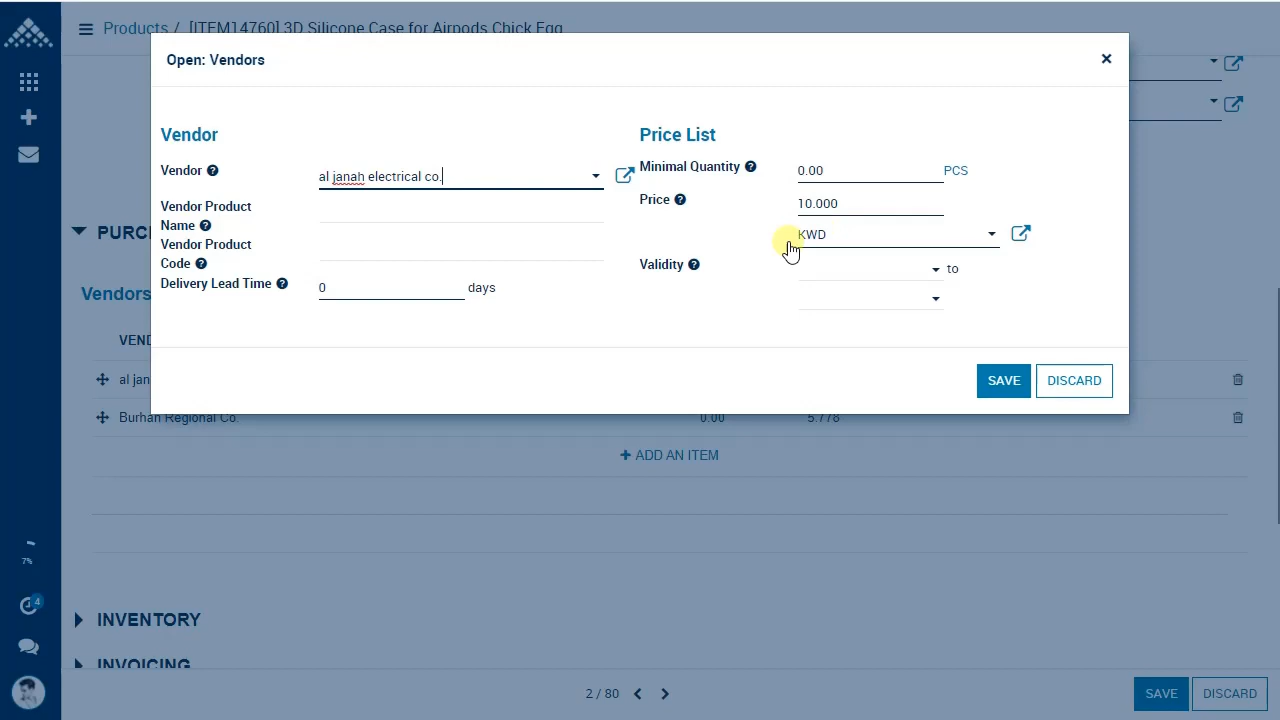 Products / [ITEM14760] 3D Silicone Case for Airpods Chick Egg
Open: Vendors
×
Vendor
Price List
Vendor
al janah electrical co.
Minimal Quantity
0.00
PCS
Price
10.000
Vendor Product
Name
KWD
Vendor Product
Code
Validity
to
Delivery Lead Time
0
days
SAVE
DISCARD
PURC
Vendors
VEND
al jan
Burhan Regional Co.
0.00
5.778
ADD AN ITEM
INVENTORY
INVOICING
7%
4
2 / 80
SAVE
DISCARD